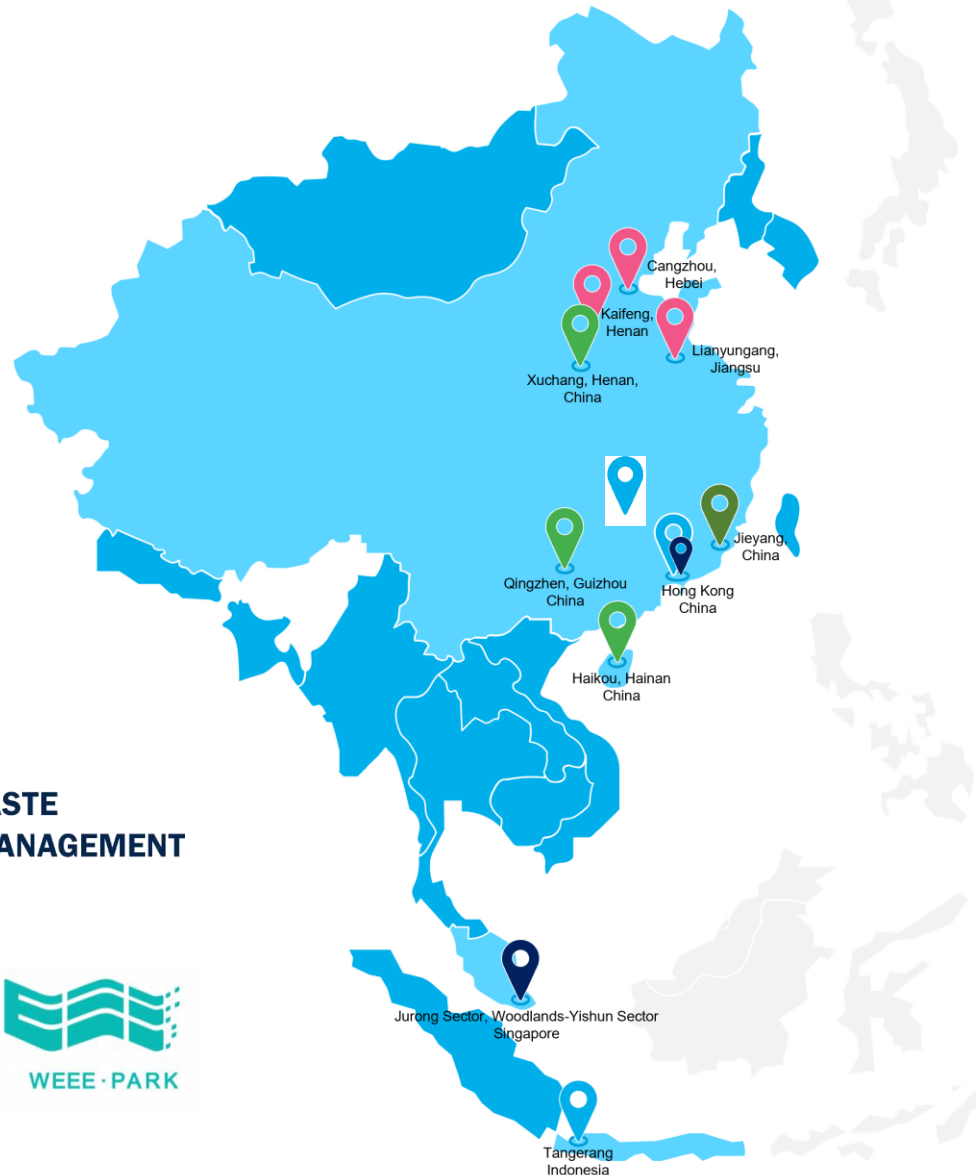 Cangzhou,
Hebei
Kaifeng,
Henan
Lianyungang,
Jiangsu
Xuchang, Henan,
China
Jieyang,
China
Qingzhen, Guizhou
China
Hong Kong
China
Haikou, Hainan
China
ASTE
ANAGEMENT
WEEE·PARK
Jurong Sector, Woodlands-Yishun Sector
Singapore
Tangerang
Indonesia